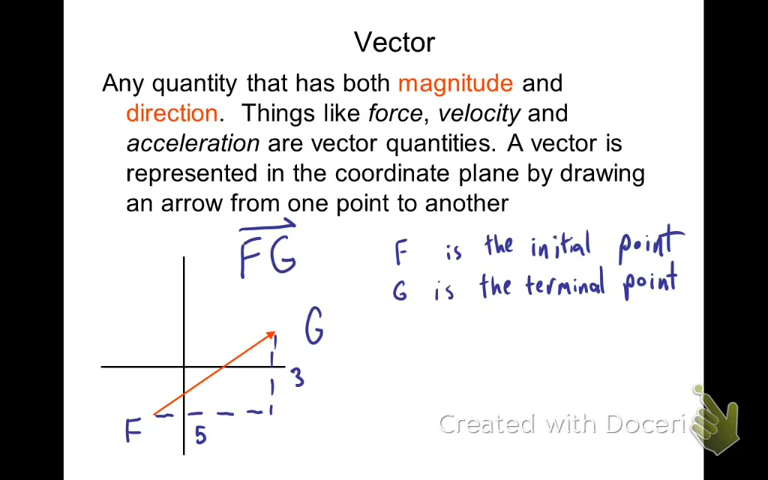 Vector
Any quantity that has both magnitude and
direction. Things like force, velocity and
acceleration are vector quantities. A vector is
represented in the coordinate plane by drawing
an arrow from one point to another
FG
F is the initial point
G is the terminal point
G
3
F
5
Created with Doceri